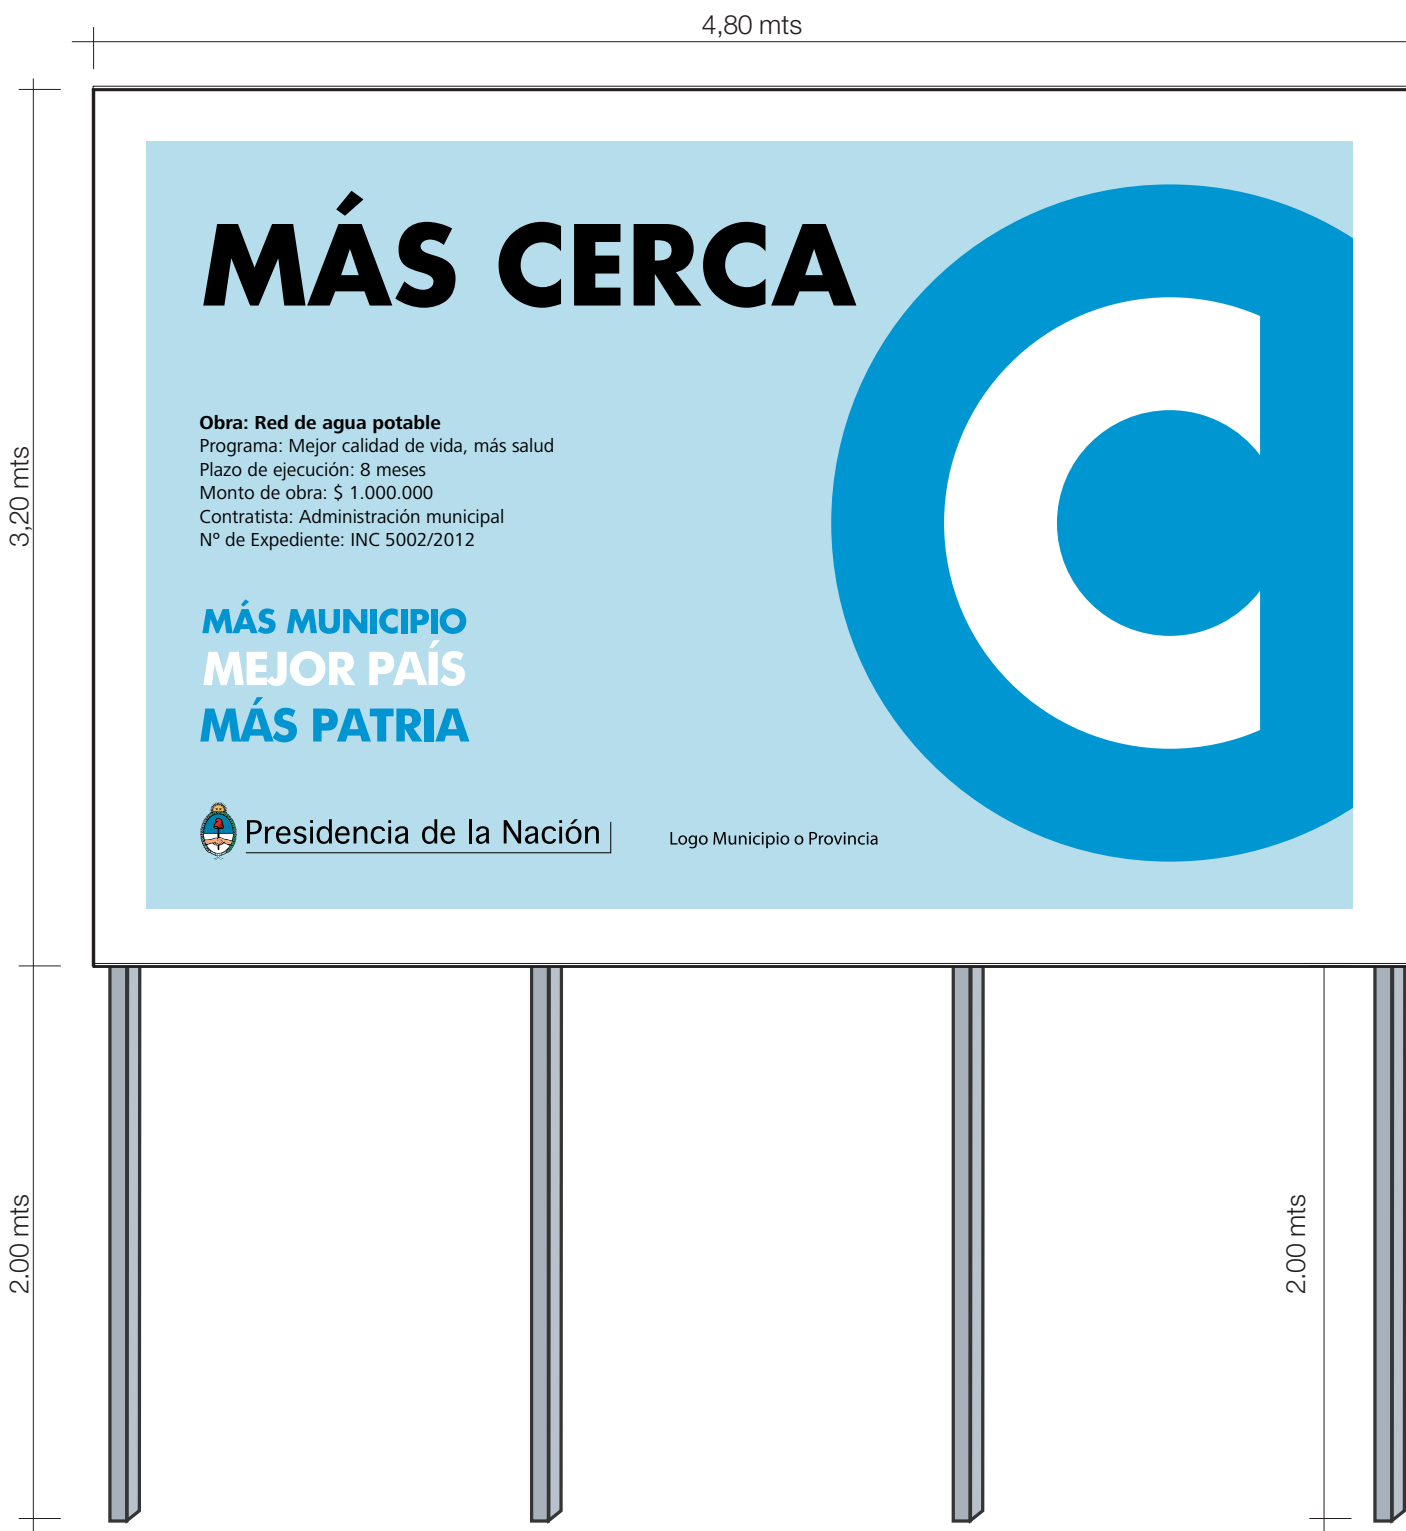 4,80 mts
MÁS CERCA
Obra: Red de agua potable
Programa: Mejor calidad de vida, más salud
Plazo de ejecución: 8 meses
Monto de obra: $ 1.000.000
Contratista: Administración municipal
Nº de Expediente: INC 5002/2012
3,20 mts
MÁS MUNICIPIO
MEJOR PAÍS
MÁS PATRIA
Presidencia de la Nación
Logo Municipio o Provincia
2.00 mts
2.00 mts